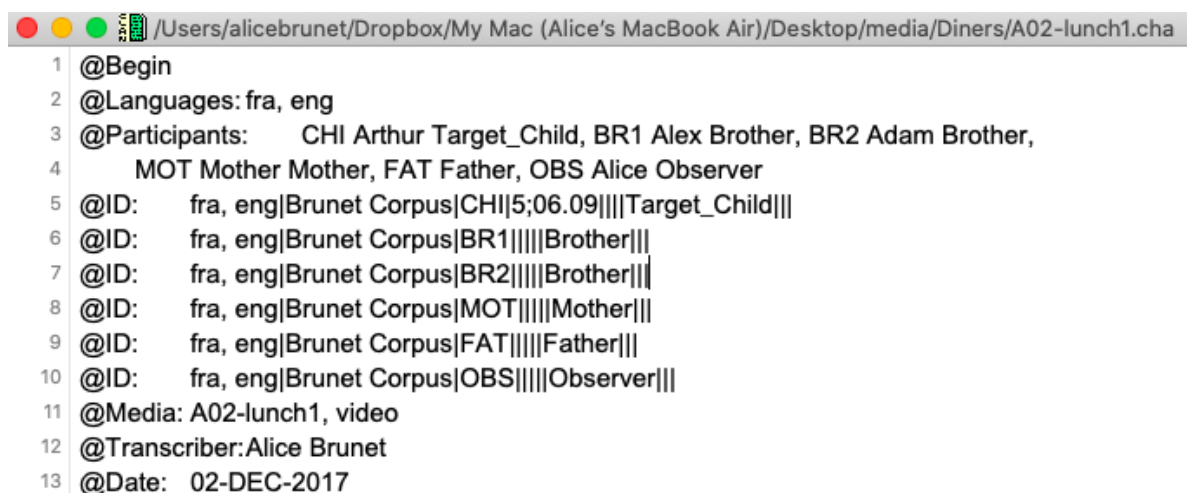 /Users/alicebrunet/Dropbox/My Mac (Alice’s MacBook Air)/Desktop/media/Diners/A02-lunch1.cha
1 @Begin
2 @Languages: fra, eng
3 @Participants: CHI Arthur Target_Child, BR1 Alex Brother, BR2 Adam Brother,
4 MOT Mother Mother, FAT Father, OBS Alice Observer
5 @ID: fra, eng|Brunet Corpus|CHI|5;06.09||||Target_Child|||
6 @ID: fra, eng|Brunet Corpus|BR1|||||Brother|||
7 @ID: fra, eng|Brunet Corpus|BR2|||||Brother|||
8 @ID: fra, eng|Brunet Corpus|MOT|||||Mother|||
9 @ID: fra, eng|Brunet Corpus|FAT|||||Father|||
10 @ID: fra, eng|Brunet Corpus|OBS|||||Observer|||
11 @Media: A02-lunch1, video
12 @Transcriber:Alice Brunet
13 @Date: 02-DEC-2017